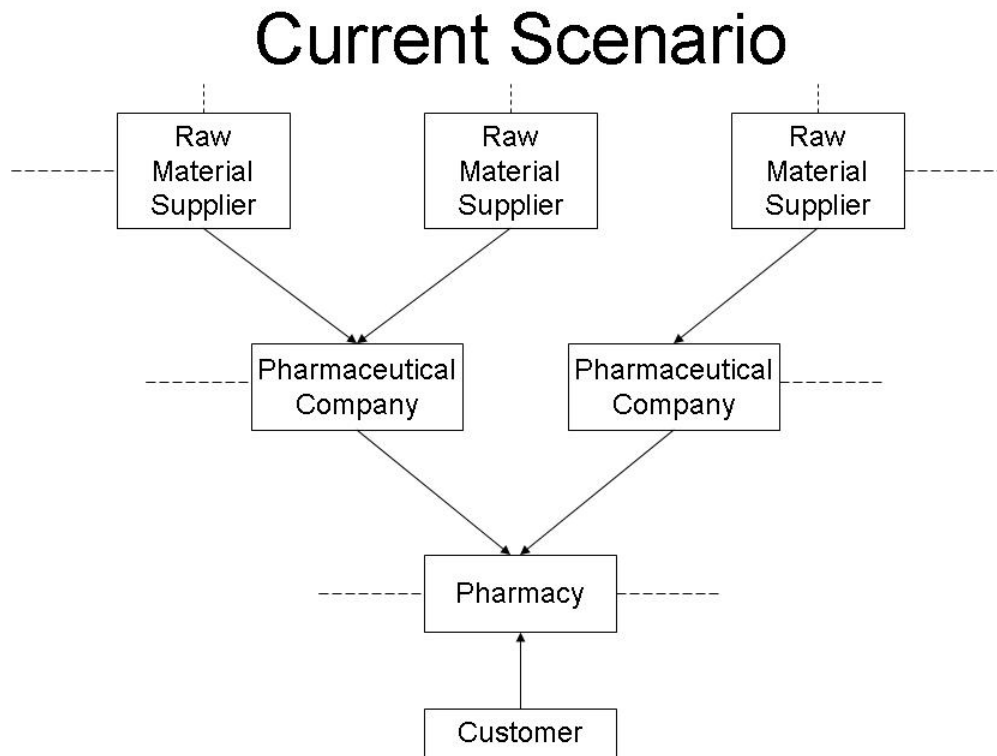 Current Scenario
Raw
Material
Supplier
Raw
Material
Supplier
Raw
Material
Supplier
Pharmaceutical
Company
Pharmaceutical
Company
Pharmacy
Customer